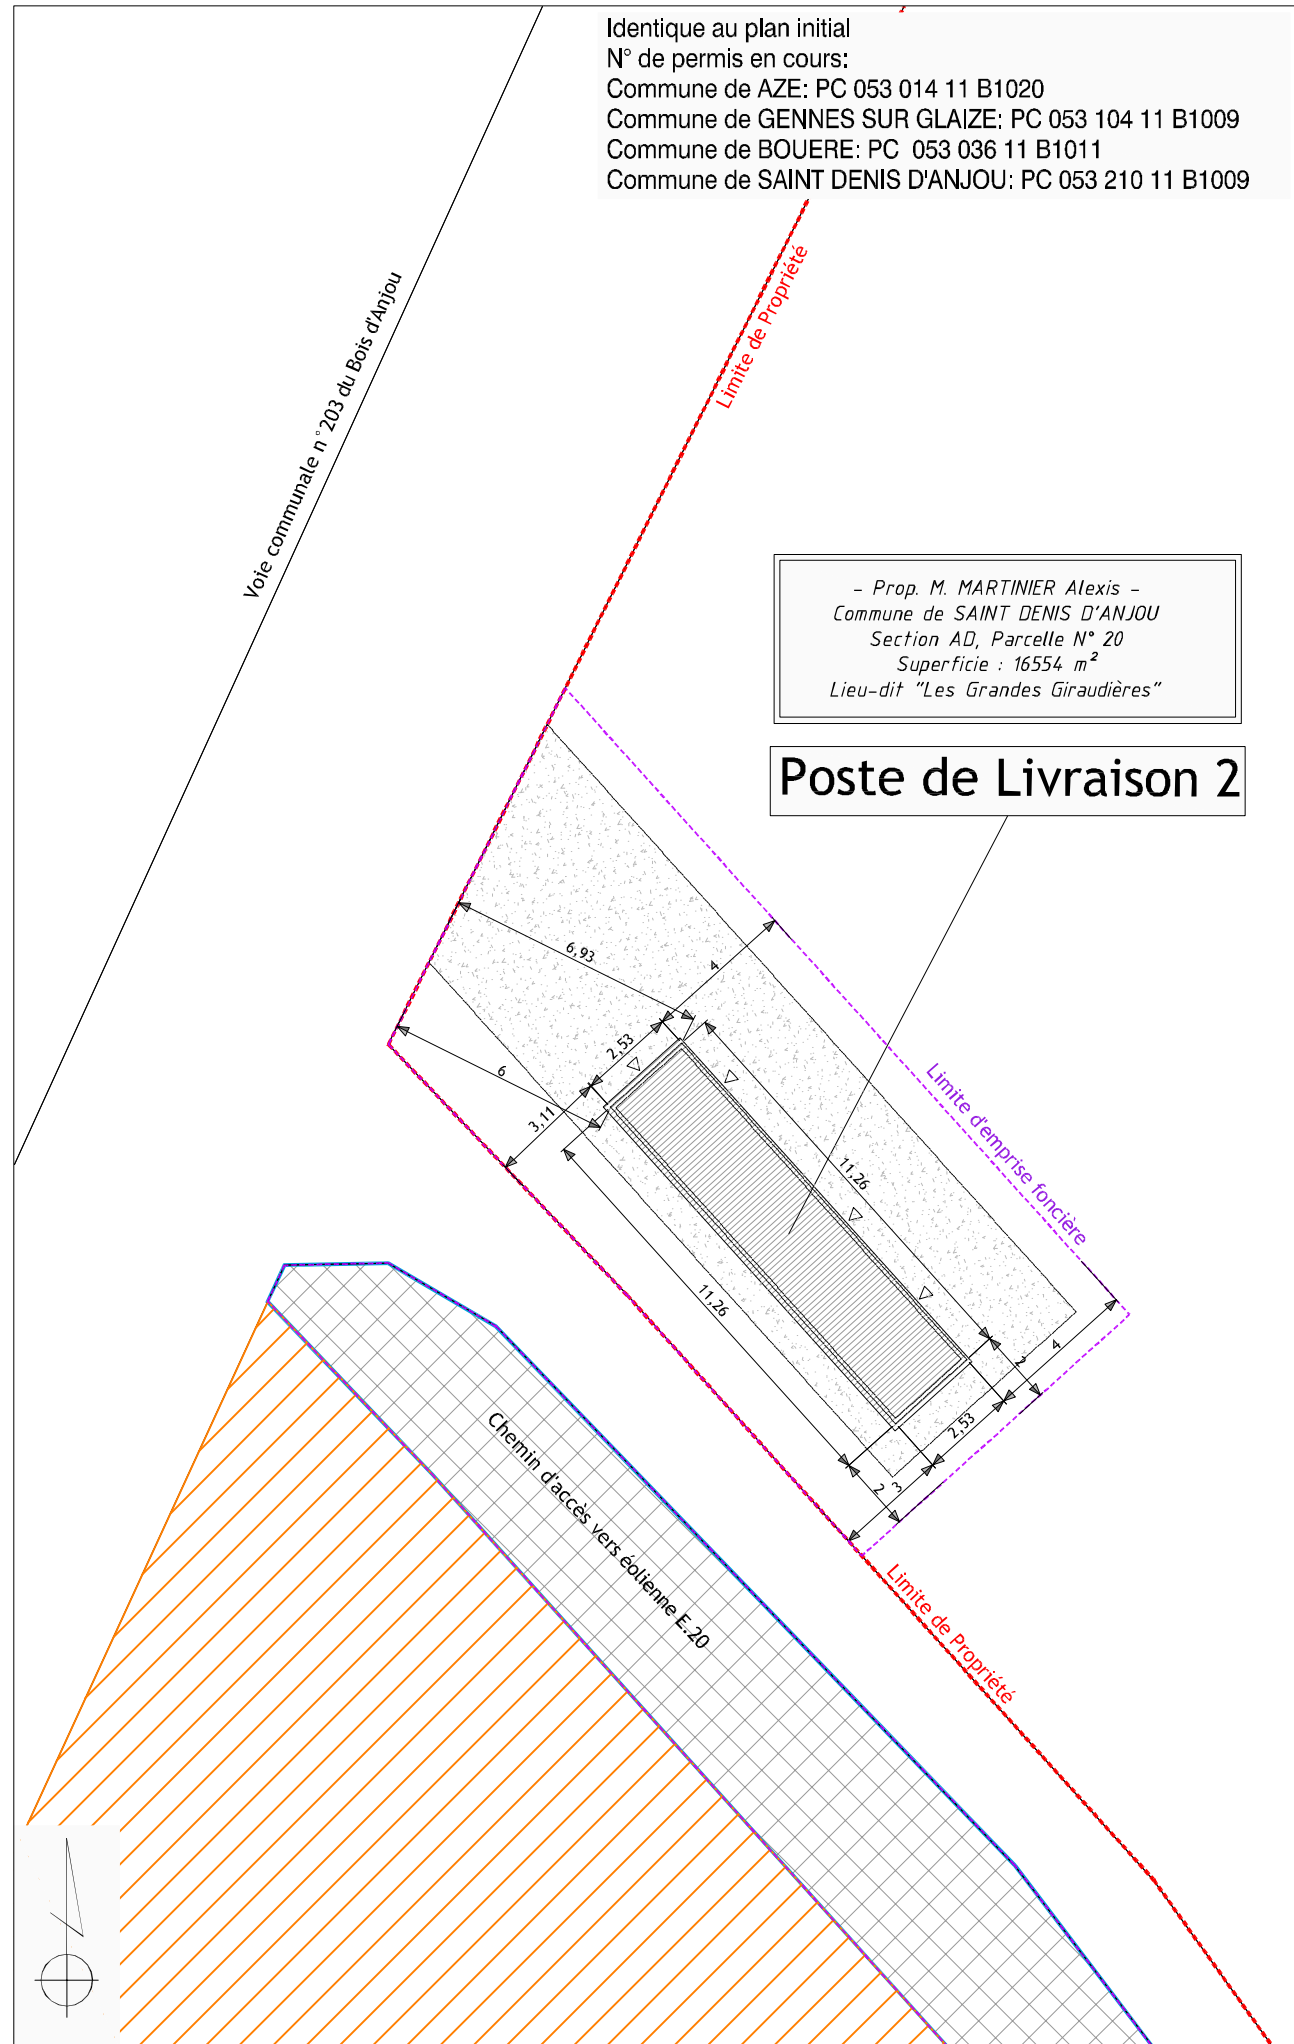 Identique au plan initial
N° de permis en cours:
Commune de AZE: PC 053 014 11 B1020
Commune de GENNES SUR GLAIZE: PC 053 104 11 B1009
Commune de BOUERE: PC 053 036 11 B1011
Commune de SAINT DENIS D'ANJOU: PC 053 210 11 B1009
Voie communale n°203 du Bois d'Anjou
Limite de Propriété
- Prop. M. MARTINIER Alexis -
Commune de SAINT DENIS D'ANJOU
Section AD, Parcelle N° 20
Superficie : 16554 m²
Lieu-dit "Les Grandes Giraudières"
Poste de Livraison 2
6,93
4
2,53
6
3,11
11,26
Limite d'emprise foncière
11,26
2
4
2,53
3
2
Chemin d'accès vers éolienne E.20
Limite de Propriété